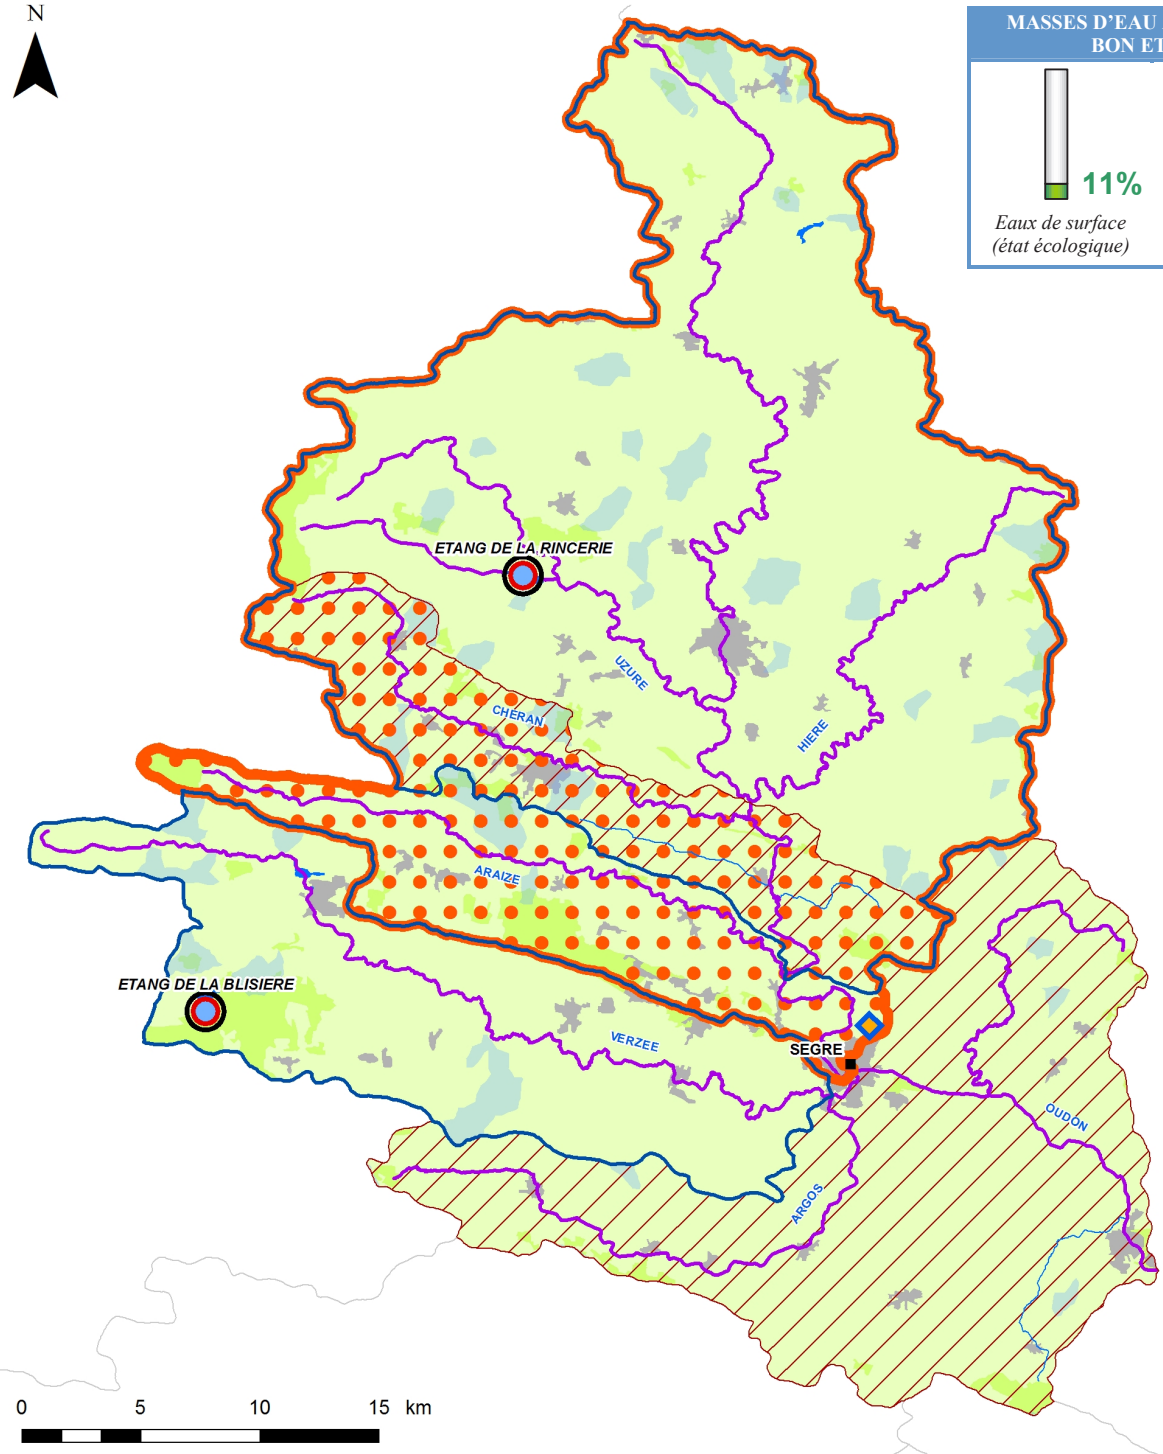 N
MASSES D’EAU
BON ET
11%
Eaux de surface
(état écologique)
ETANG DE LA RINCERIE
UZURE
CHERAN
HIERE
ARAIZE
ETANG DE LA BLISIERE
VERZEE
SEGRE
OUDON
ARGOS
0 5 10 15 km